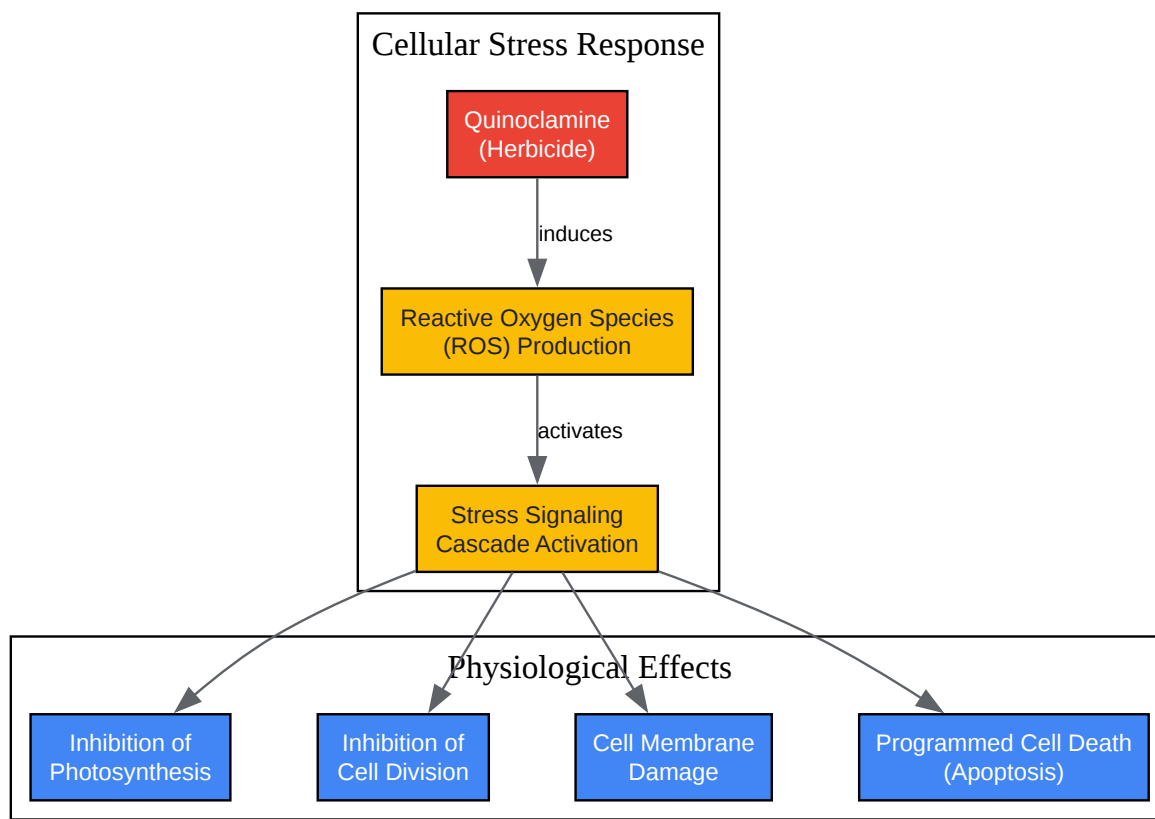 Cellular Stress Response
Quinoclamine
(Herbicide)
induces
Reactive Oxygen Species
(ROS) Production
activates
Stress Signaling
Cascade Activation
Physiological Effects
Inhibition of
Photosynthesis
Inhibition of
Cell Division
Cell Membrane
Damage
Programmed Cell Death
(Apoptosis)